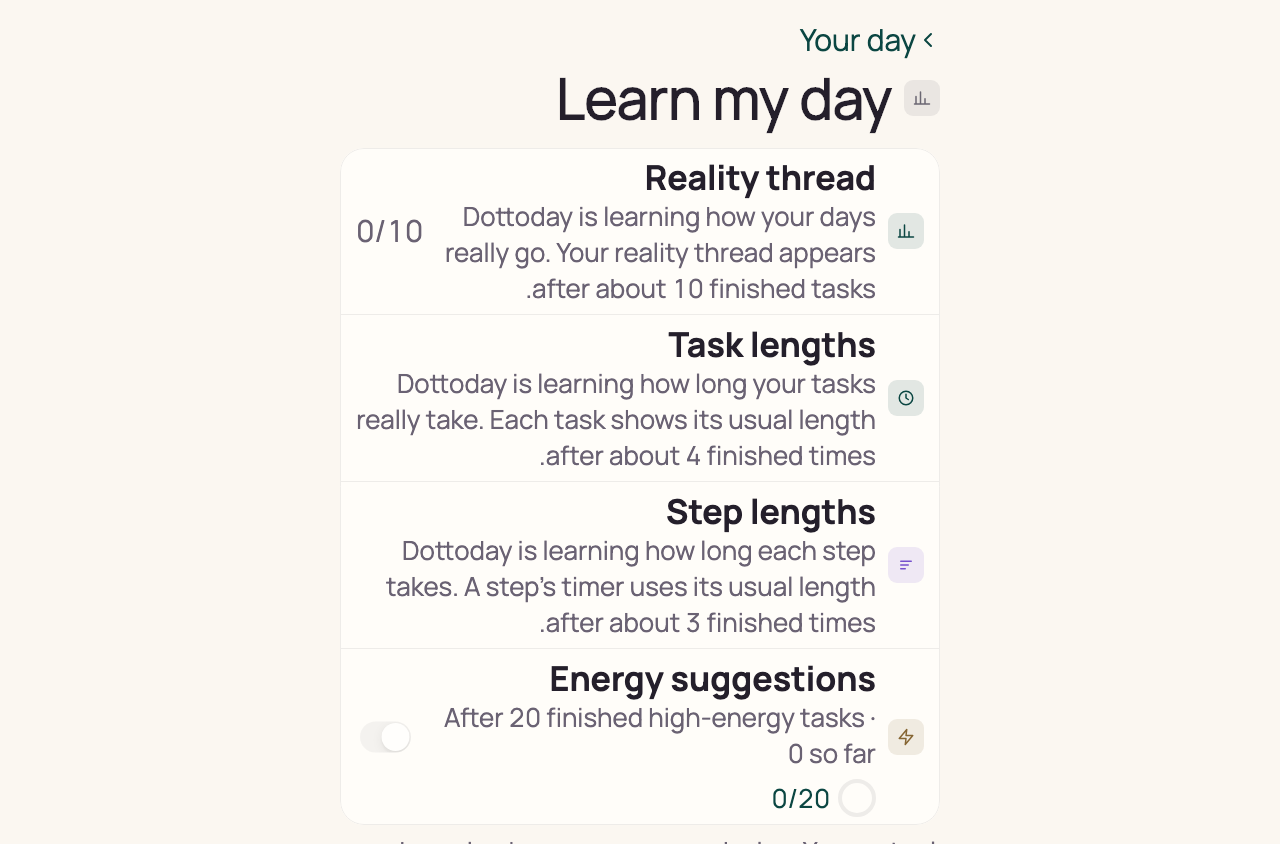 Your day
Learn my day
Reality thread
Dottoday is learning how your days
really go. Your reality thread appears
.after about 10 finished tasks
0/10
Task lengths
Dottoday is learning how long your tasks
really take. Each task shows its usual length
.after about 4 finished times
Step lengths
Dottoday is learning how long each step
takes. A step's timer uses its usual length
.after about 3 finished times
Energy suggestions
After 20 finished high-energy tasks ·
0 so far
0/20